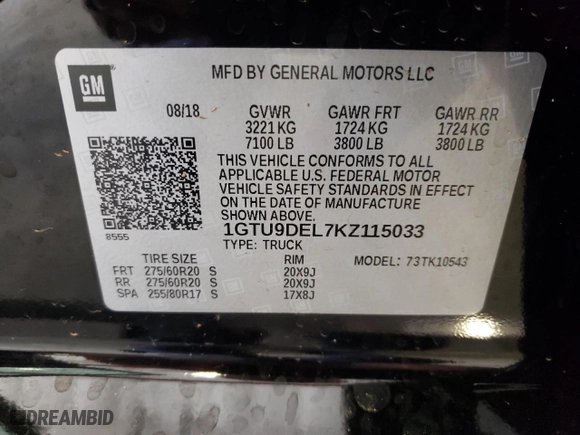 GM
MFD BY GENERAL MOTORS LLC
08/18 GVWR GAWR FRT GAWR RR
3221 KG 1724 KG 1724 KG
7100 LB 3800 LB 3800 LB
THIS VEHICLE CONFORMS TO ALL
APPLICABLE U.S. FEDERAL MOTOR
VEHICLE SAFETY STANDARDS IN EFFECT
ON THE DATE OF MANUFACTURE
SHOWN ABOVE.
8555
1GTU9DEL7KZ115033
TYPE: TRUCK
TIRE SIZE RIM MODEL: 73TK10543
FRT 275/60R20 S 20X9J
RR 275/60R20 S 20X9J
SPA 255/80R17 S 17X8J
DREAMBID